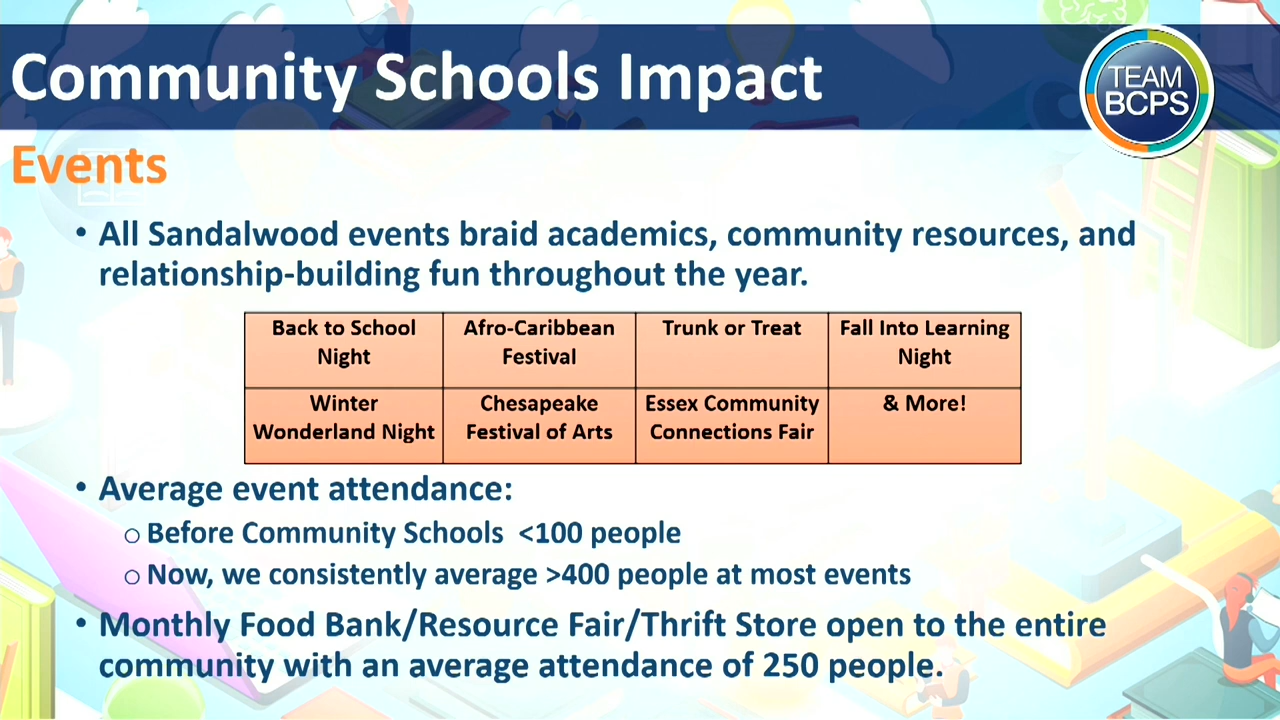 Community Schools Impact
TEAM
BCPS
Events
• All Sandalwood events braid academics, community resources, and
relationship-building fun throughout the year.
Back to School
Night
Afro-Caribbean
Festival
Trunk or Treat
Fall Into Learning
Night
Winter
Wonderland Night
Chesapeake
Festival of Arts
Essex Community
Connections Fair
& More!
• Average event attendance:
o Before Community Schools <100 people
o Now, we consistently average >400 people at most events
• Monthly Food Bank/Resource Fair/Thrift Store open to the entire
community with an average attendance of 250 people.